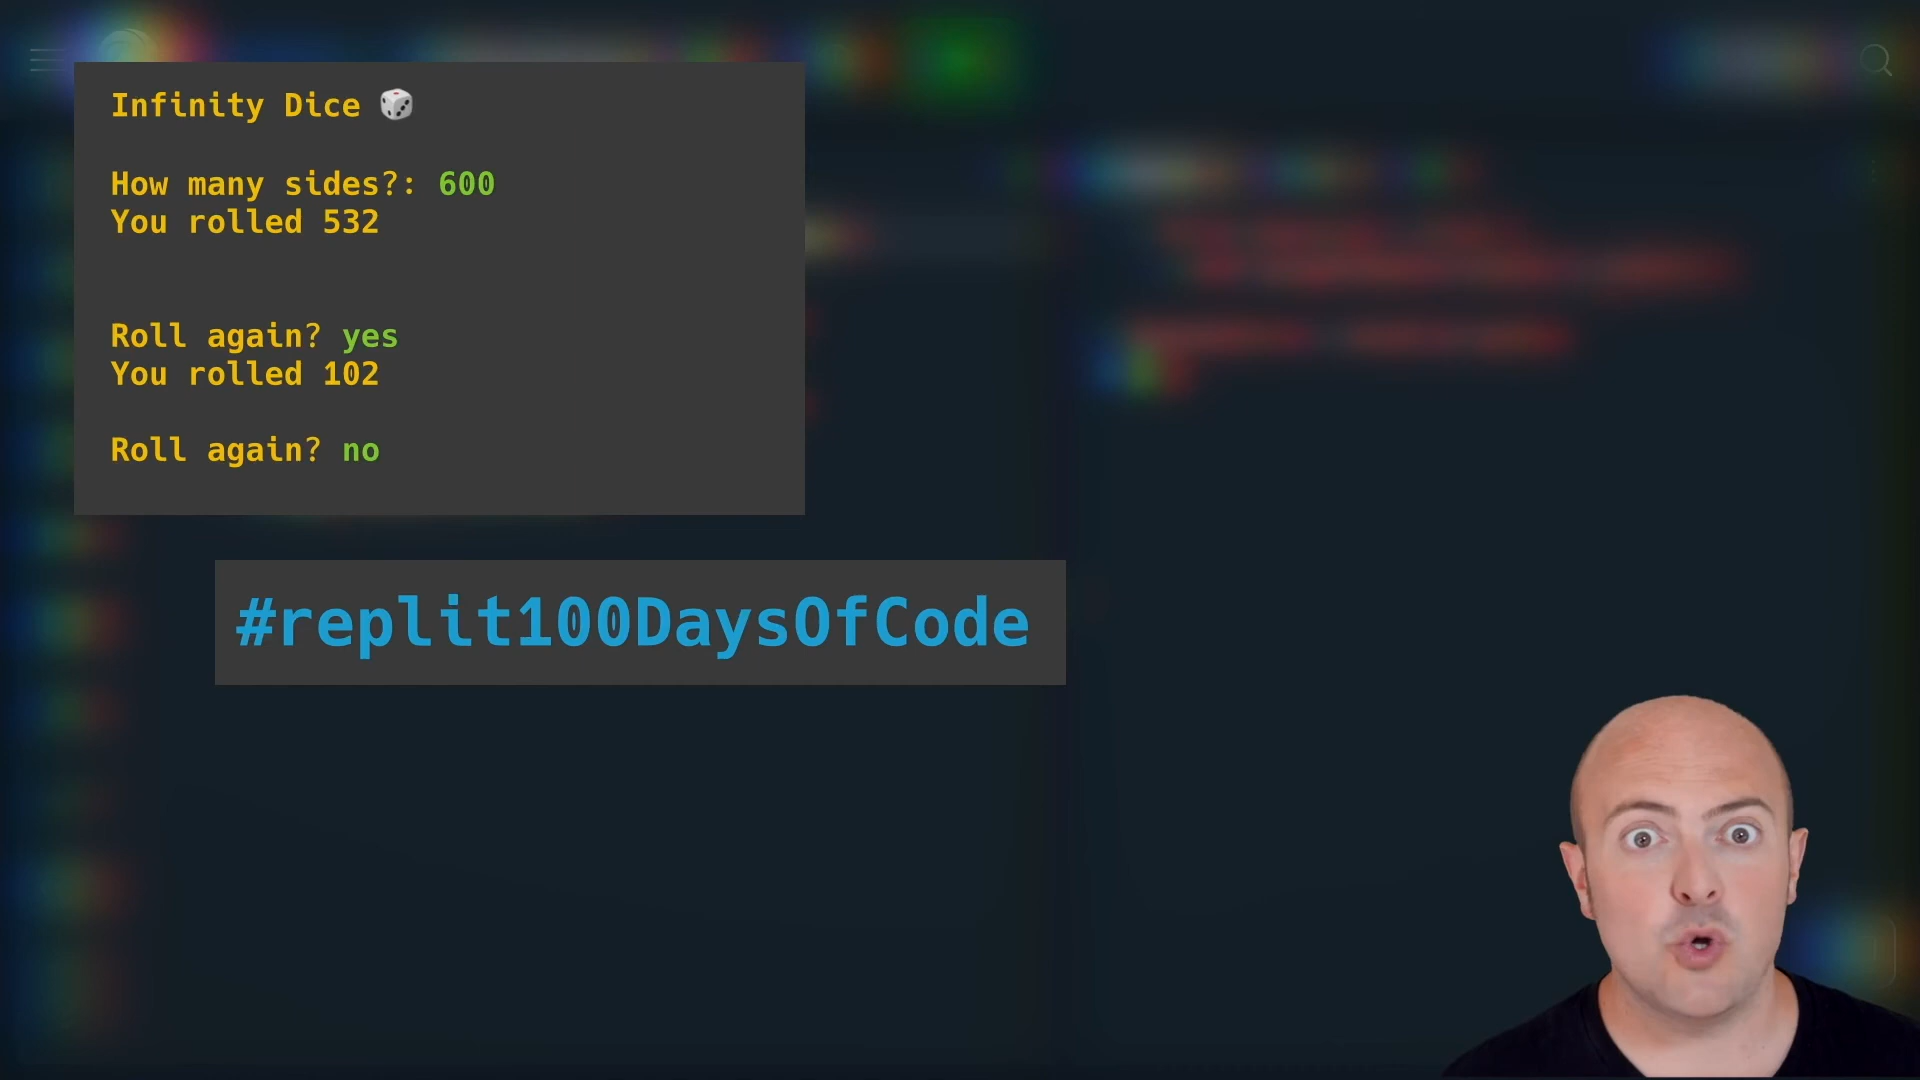 Infinity Dice 🎲
How many sides?: 600
You rolled 532
Roll again? yes
You rolled 102
Roll again? no
#replit100DaysOfCode